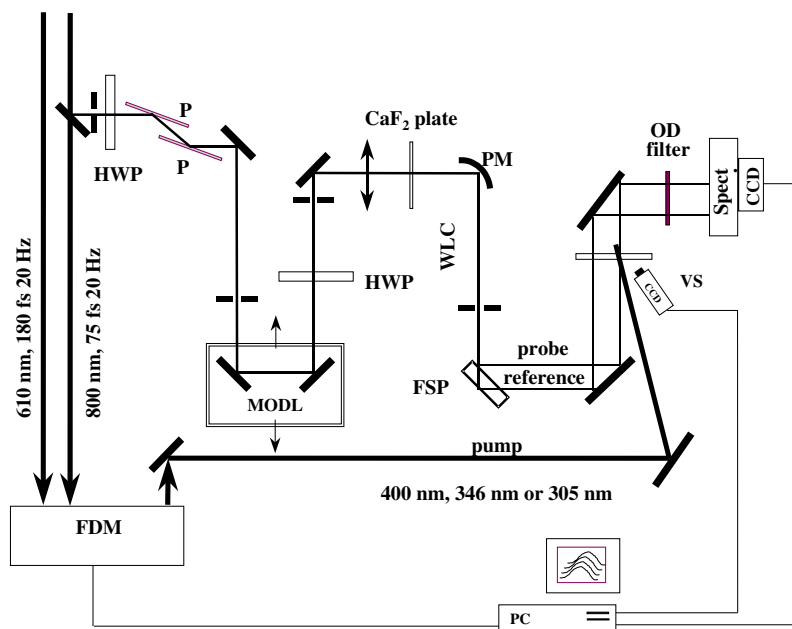 610 nm, 180 fs 20 Hz
800 nm, 75 fs 20 Hz
HWP
P
P
CaF₂ plate
PM
OD
filter
Spect.
CCD
WLC
HWP
VS
CCD
MODL
FSP
probe
reference
pump
400 nm, 346 nm or 305 nm
FDM
PC